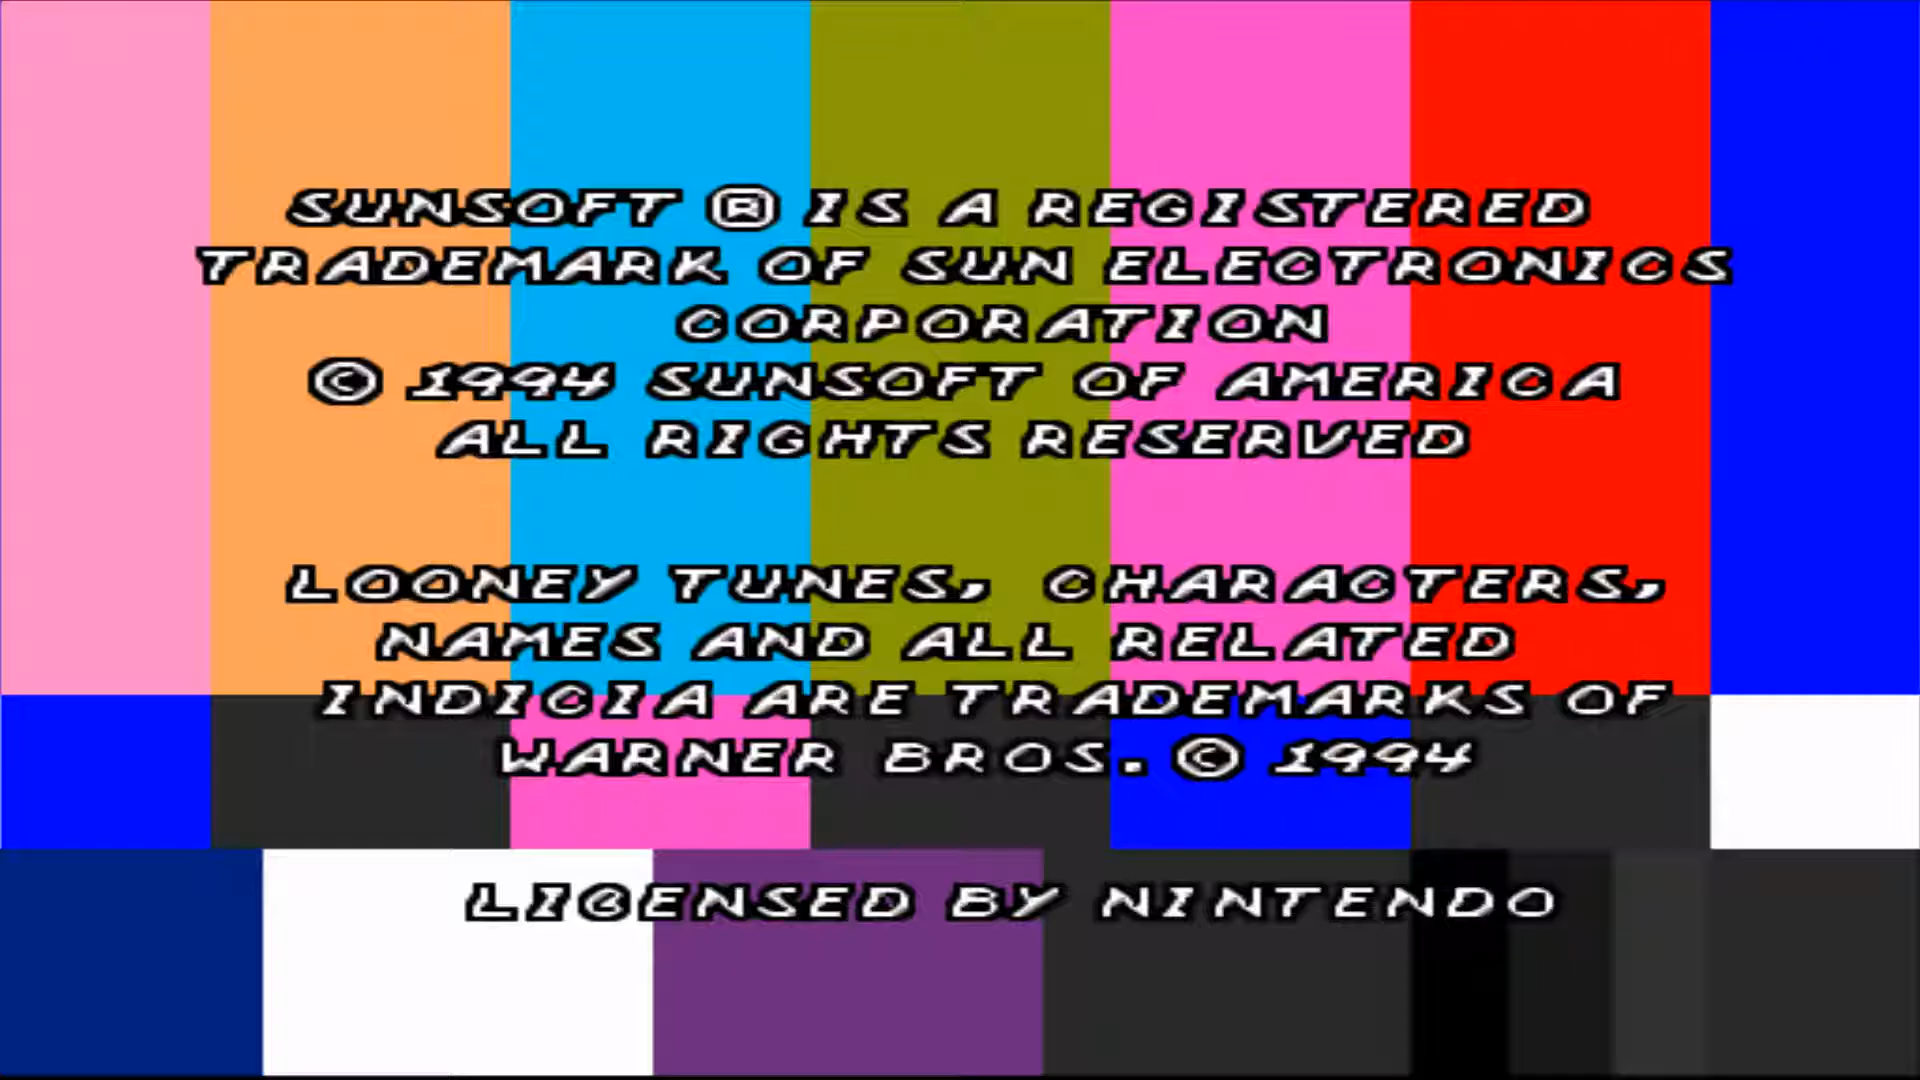 SUNSOFT ® IS A REGISTERED
TRADEMARK OF SUN ELECTRONICS
CORPORATION
© 1994 SUNSOFT OF AMERICA
ALL RIGHTS RESERVED
LOONEY TUNES, CHARACTERS,
NAMES AND ALL RELATED
INDICIA ARE TRADEMARKS OF
WARNER BROS. © 1994
LICENSED BY NINTENDO